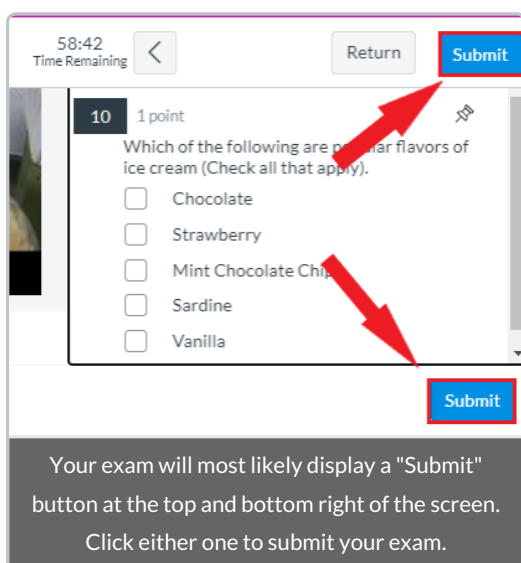 58:42
Time Remaining
Return
Submit
10 1 point
Which of the following are flavors of
ice cream (Check all that apply).
Chocolate
Strawberry
Mint Chocolate Chip
Sardine
Vanilla
Submit
Your exam will most likely display a "Submit"
button at the top and bottom right of the screen.
Click either one to submit your exam.